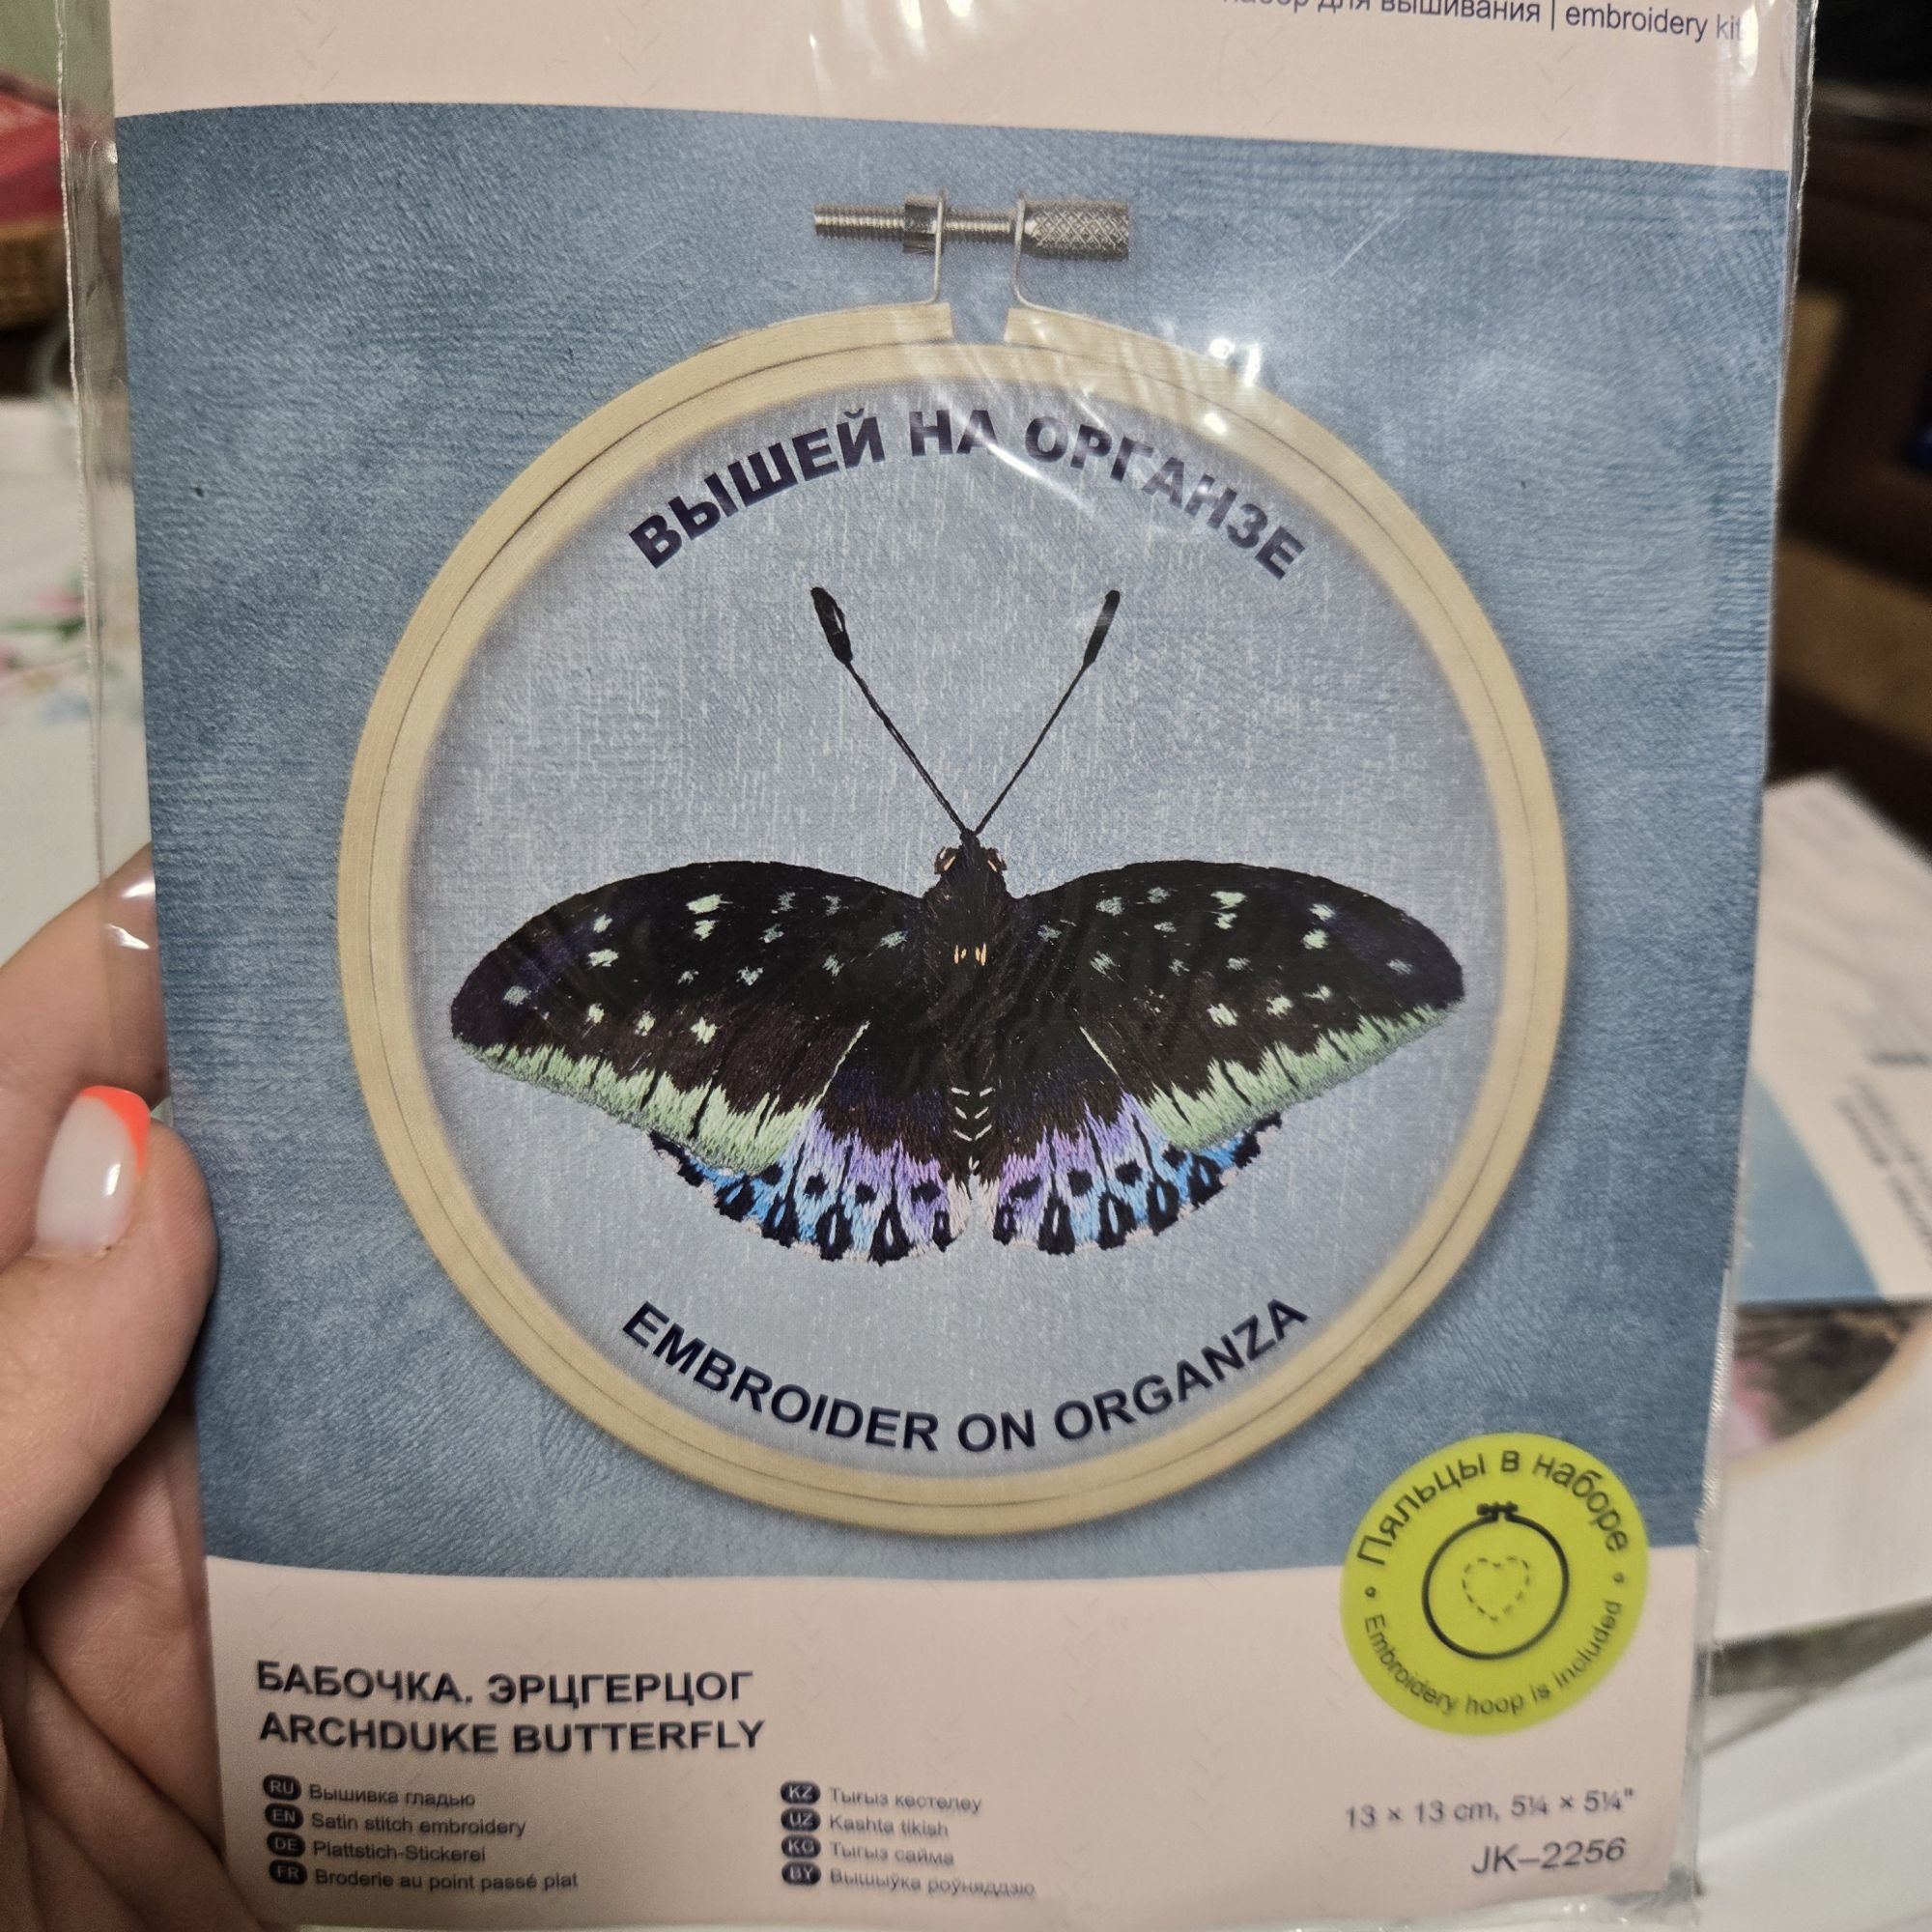 набор для вышивания | embroidery kit
ВЫШЕЙ НА ОРГАНЗЕ
EMBROIDER ON ORGANZA
Пяльцы в наборе
Embroidery hoop is included
БАБОЧКА. ЭРЦГЕРЦОГ
ARCHDUKE BUTTERFLY
RU Вышивка гладью
EN Satin stitch embroidery
DE Plattstich-Stickerei
FR Broderie au point passé plat
KZ Тығыз кестелеу
UZ Kashta tikish
KG Тыгыз сайма
BY Вышыўка роўняддзю
13 × 13 cm, 5¼ × 5¼"
JK–2256